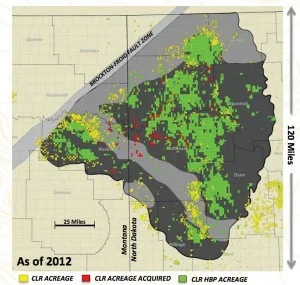 BROCKTON-FROID FAULT ZONE
120 Miles
25 Miles
Montana
North Dakota
As of 2012
CLR ACREAGE
CLR ACREAGE ACQUIRED
CLR HBP ACREAGE